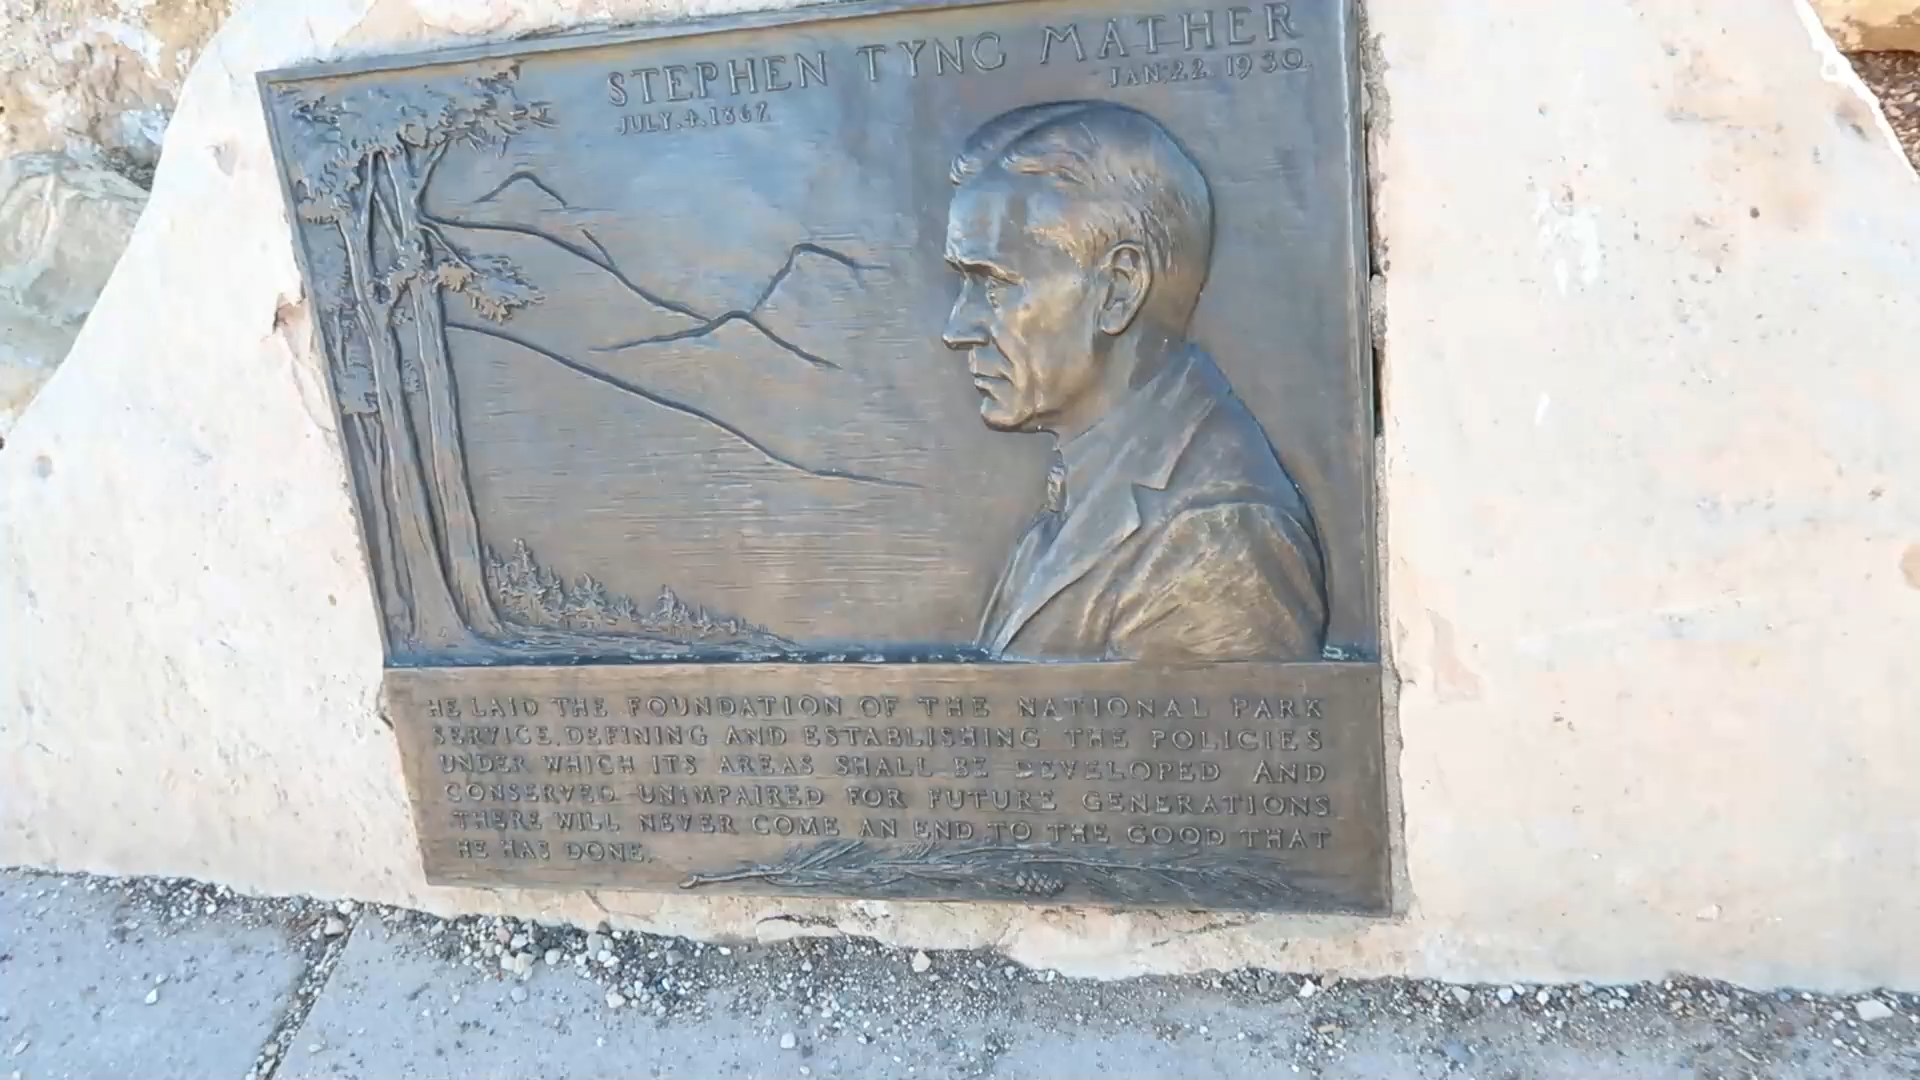 STEPHEN TYNG MATHER
JULY.4.1867. JAN.22.1930.
HE LAID THE FOUNDATION OF THE NATIONAL PARK
SERVICE, DEFINING AND ESTABLISHING THE POLICIES
UNDER WHICH ITS AREAS SHALL BE DEVELOPED AND
CONSERVED UNIMPAIRED FOR FUTURE GENERATIONS.
THERE WILL NEVER COME AN END TO THE GOOD THAT
HE HAS DONE.